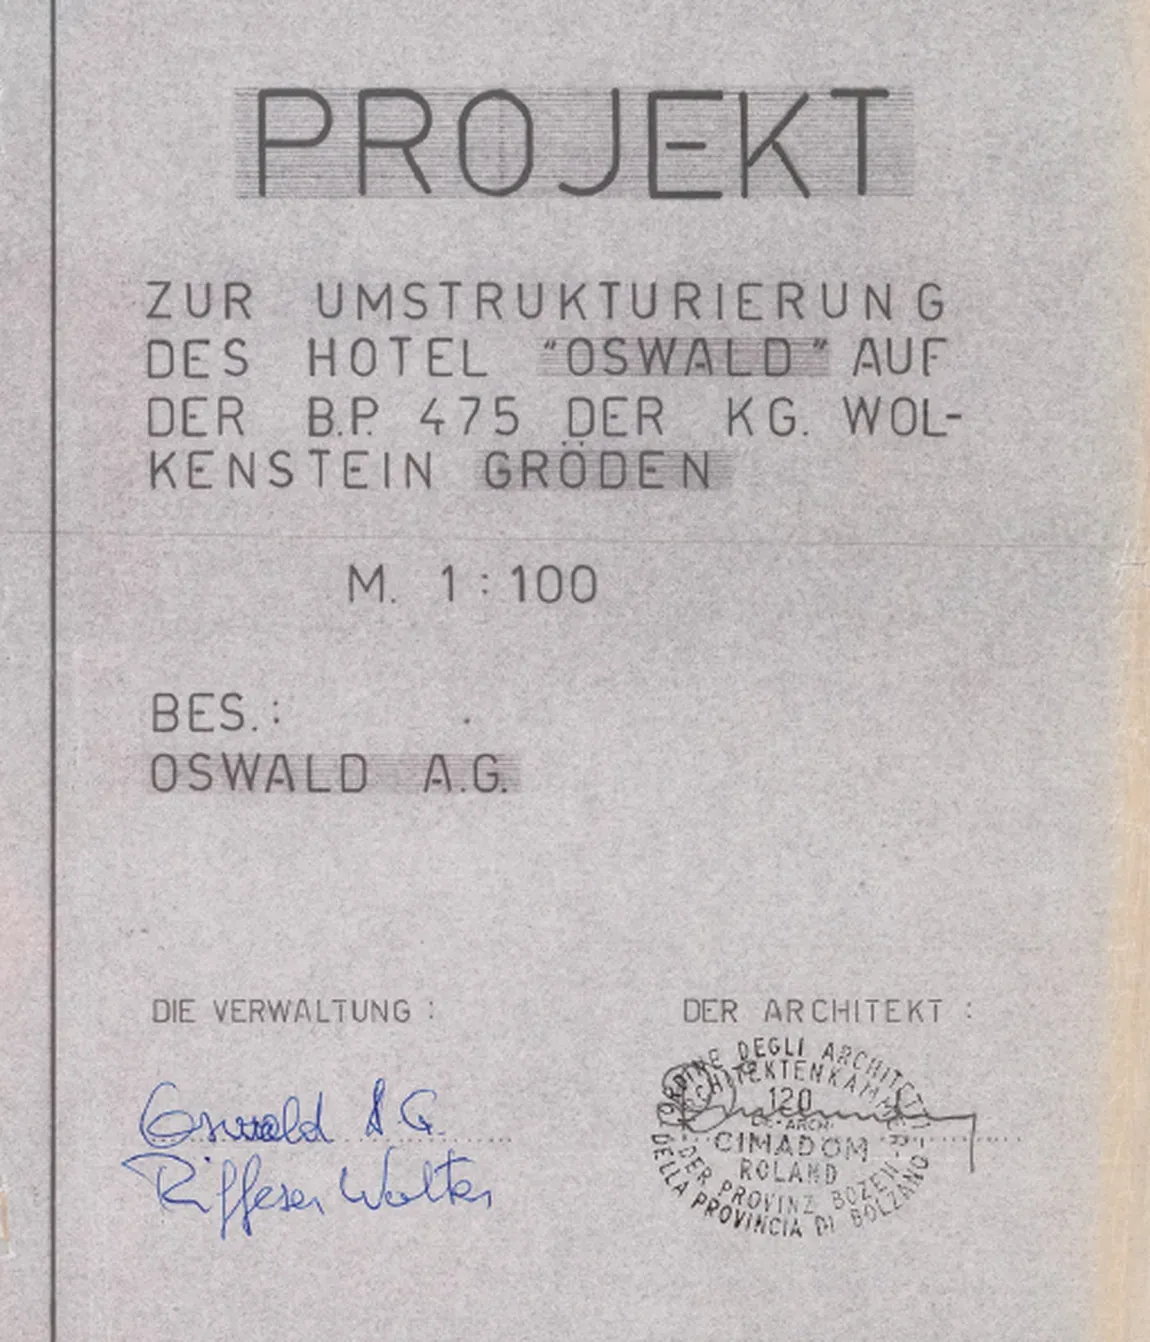 PROJEKT
ZUR UMSTRUKTURIERUNG
DES HOTEL "OSWALD" AUF
DER B.P. 475 DER KG. WOL-
KENSTEIN GRÖDEN
M. 1:100
BES.:
OSWALD A.G.
DIE VERWALTUNG :
DER ARCHITEKT :
Oswald A G
Riffeser Walter
ORDINE DEGLI ARCHITETTI
ARCHITEKTENKAMMER
120
CIMADOM
ROLAND
DER PROVINZ BOZEN
DELLA PROVINCIA DI BOLZANO